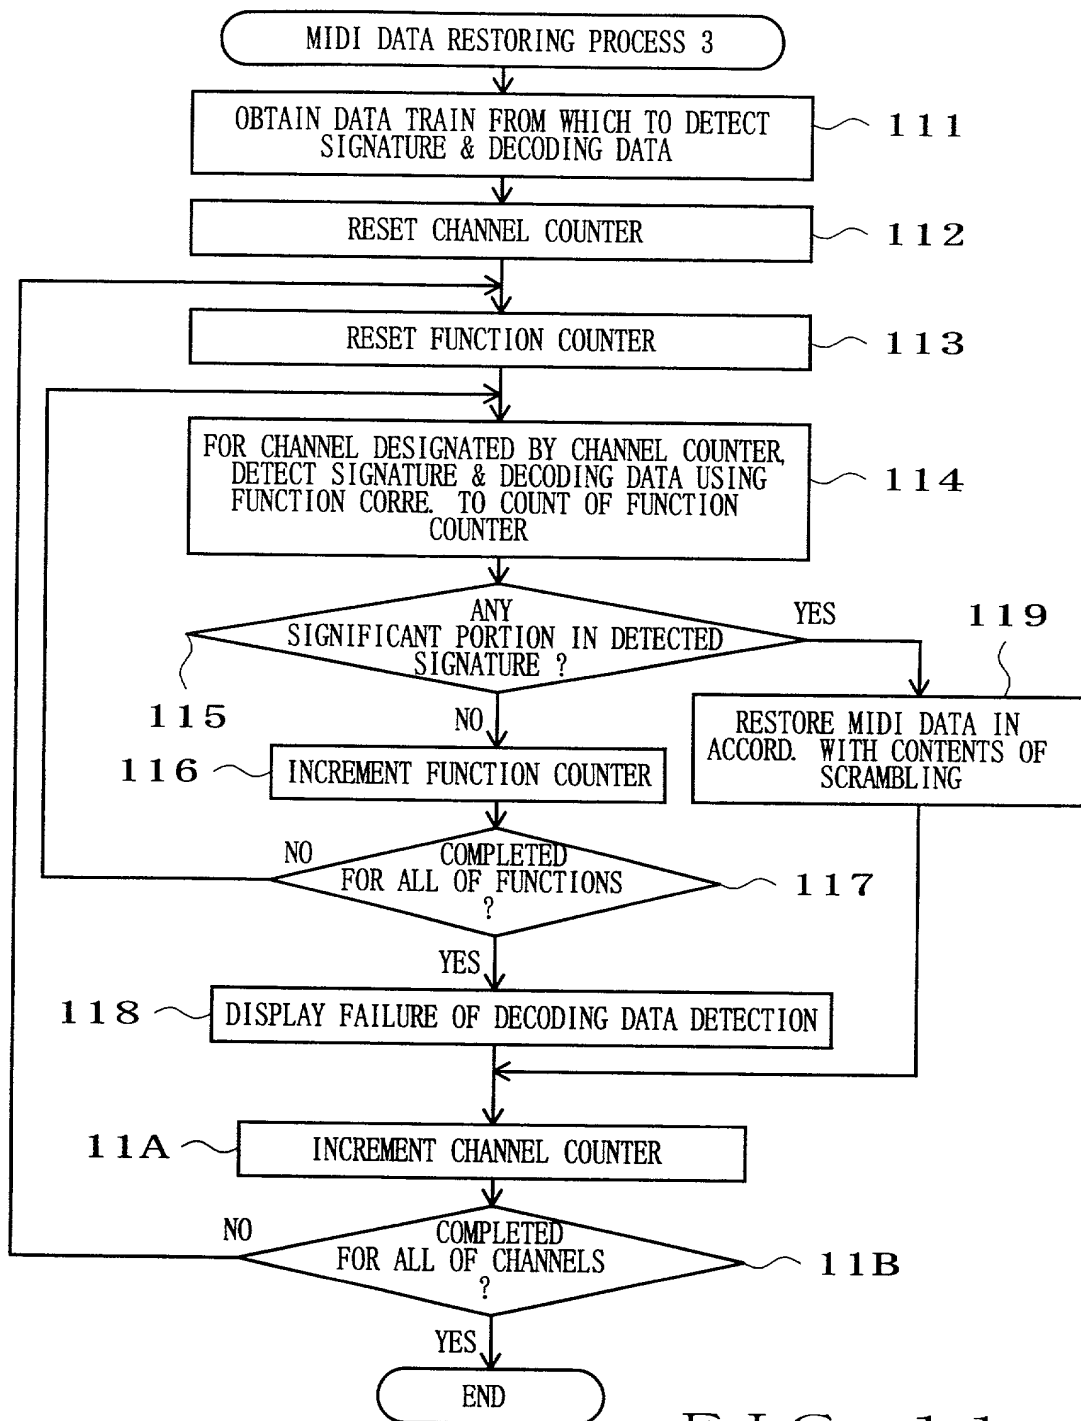 MIDI DATA RESTORING PROCESS 3
OBTAIN DATA TRAIN FROM WHICH TO DETECT
SIGNATURE & DECODING DATA
111
RESET CHANNEL COUNTER
112
RESET FUNCTION COUNTER
113
FOR CHANNEL DESIGNATED BY CHANNEL COUNTER,
DETECT SIGNATURE & DECODING DATA USING
FUNCTION CORRE. TO COUNT OF FUNCTION
COUNTER
114
ANY
SIGNIFICANT PORTION IN DETECTED
SIGNATURE ?
YES
119
115
NO
RESTORE MIDI DATA IN
ACCORD. WITH CONTENTS OF
SCRAMBLING
116
INCREMENT FUNCTION COUNTER
NO
COMPLETED
FOR ALL OF FUNCTIONS
?
117
YES
118
DISPLAY FAILURE OF DECODING DATA DETECTION
11A
INCREMENT CHANNEL COUNTER
NO
COMPLETED
FOR ALL OF CHANNELS
?
11B
YES
END